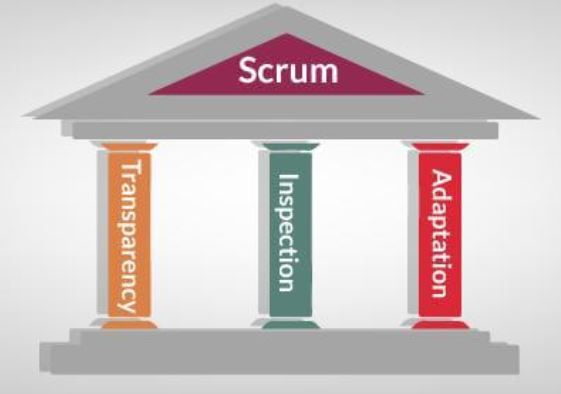 Scrum
Transparency
Inspection
Adaptation